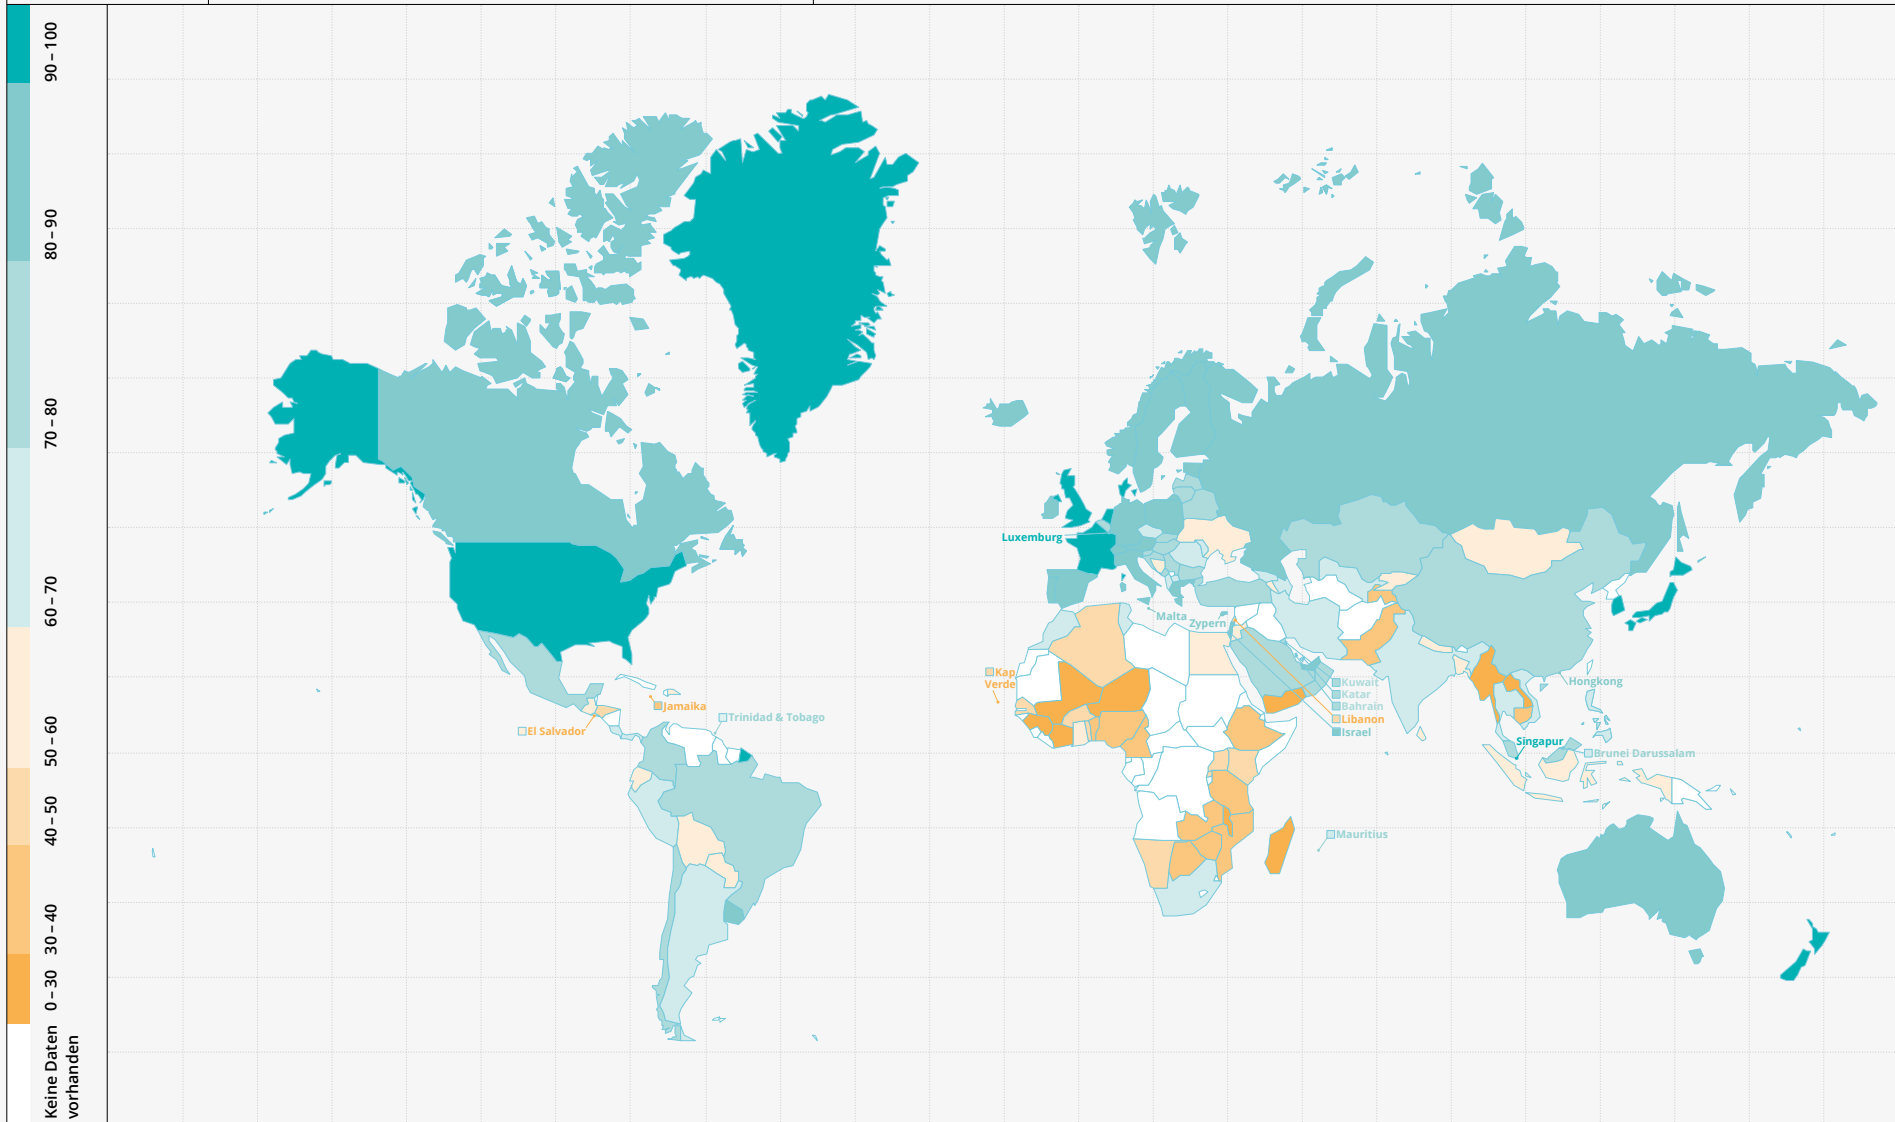 90–100
80–90
70–80
60–70
50–60
40–50
30–40
0–30
Keine Daten
vorhanden
Luxemburg
Malta
Zypern
Kap
Verde
Jamaika
Trinidad & Tobago
El Salvador
Kuwait
Katar
Bahrain
Libanon
Israel
Hongkong
Singapur
Brunei Darussalam
Mauritius